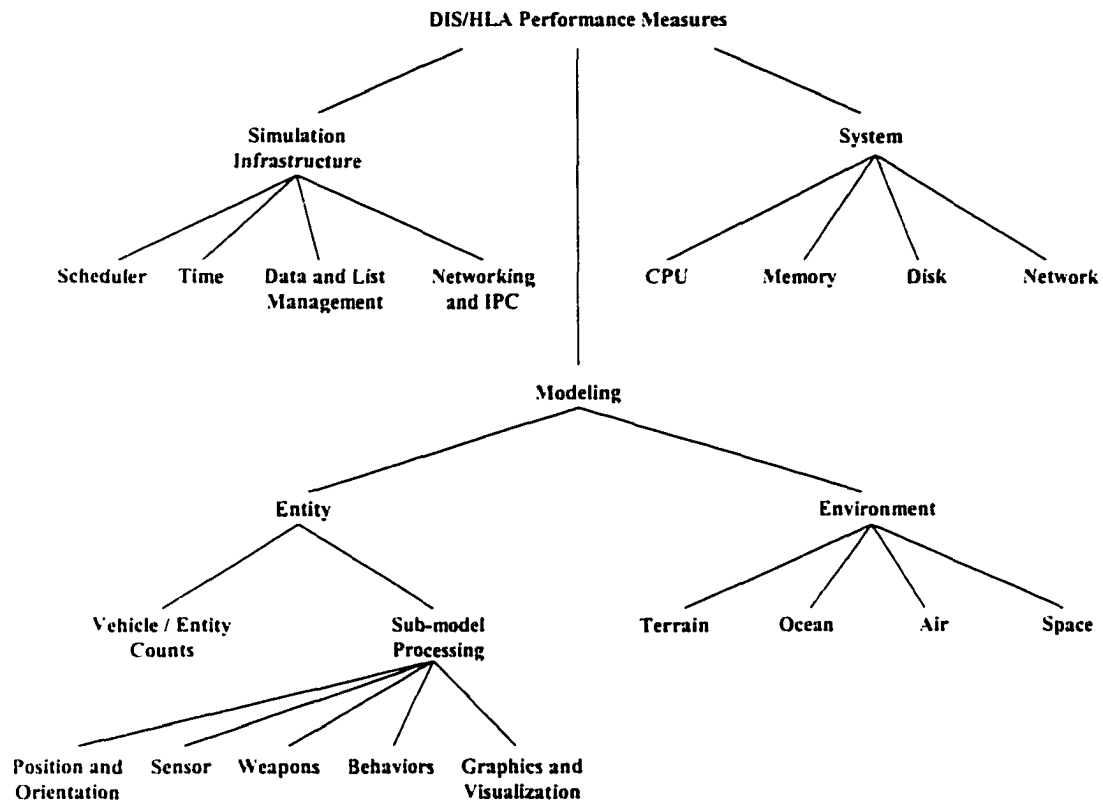 DIS/HLA Performance Measures
Simulation
Infrastructure
System
Scheduler
Time
Data and List
Management
Networking
and IPC
CPU
Memory
Disk
Network
Modeling
Entity
Environment
Vehicle / Entity
Counts
Sub-model
Processing
Terrain
Ocean
Air
Space
Position and
Orientation
Sensor
Weapons
Behaviors
Graphics and
Visualization